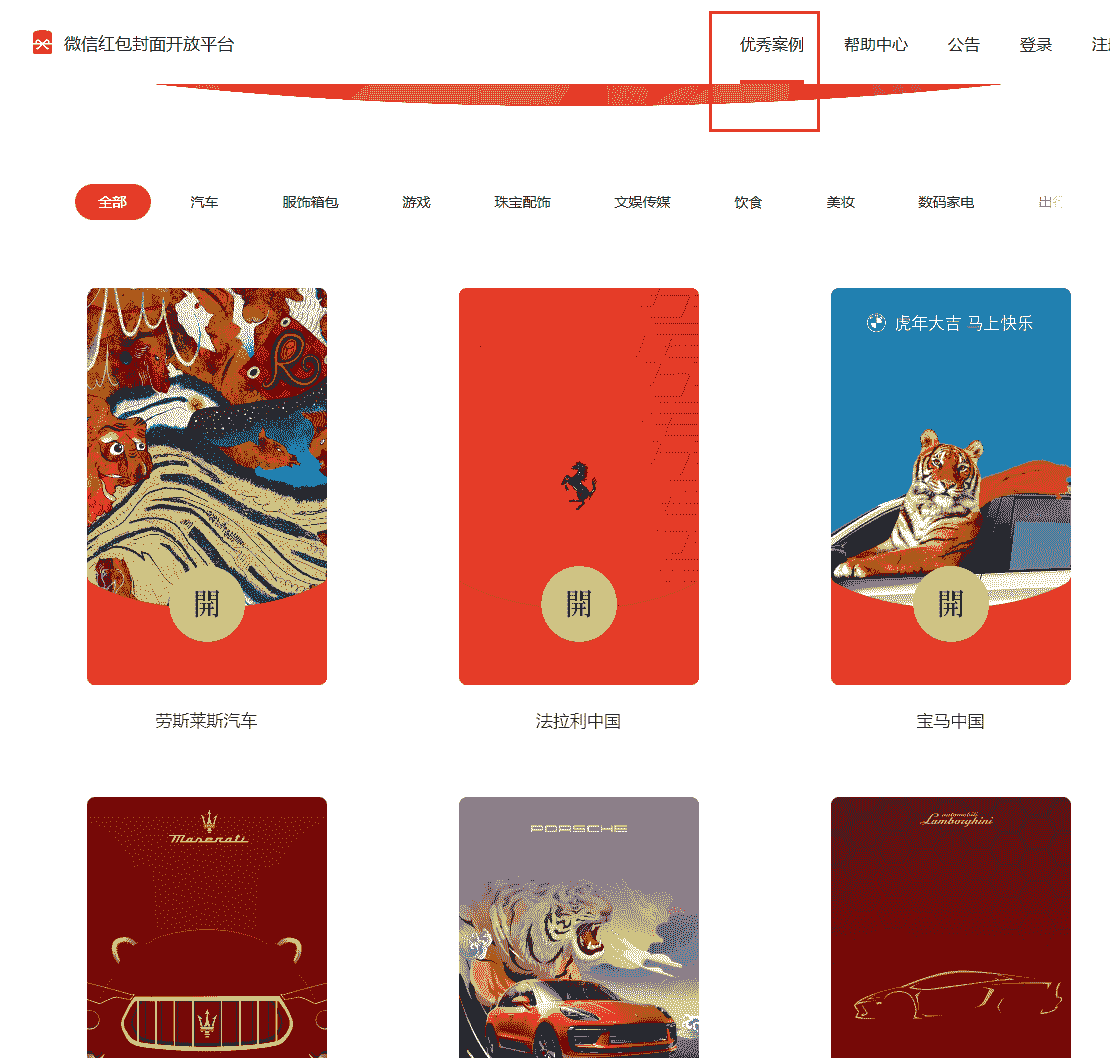 微信红包封面开放平台
优秀案例
帮助中心
公告
登录
全部
汽车
服饰箱包
游戏
珠宝配饰
文娱传媒
饮食
美妆
数码家电
出行
虎年大吉 马上快乐
開
開
開
劳斯莱斯汽车
法拉利中国
宝马中国
Maserati
PORSCHE
automobili
Lamborghini